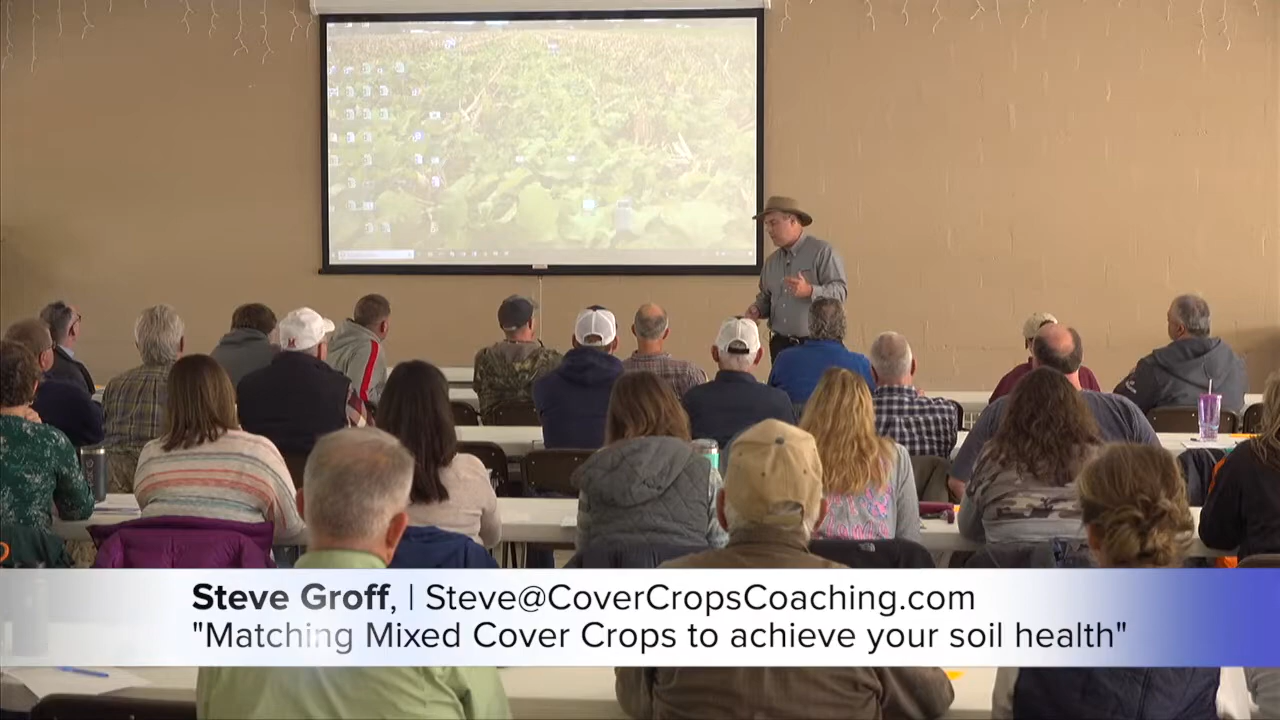 Steve Groff, | Steve@CoverCropsCoaching.com
"Matching Mixed Cover Crops to achieve your soil health"